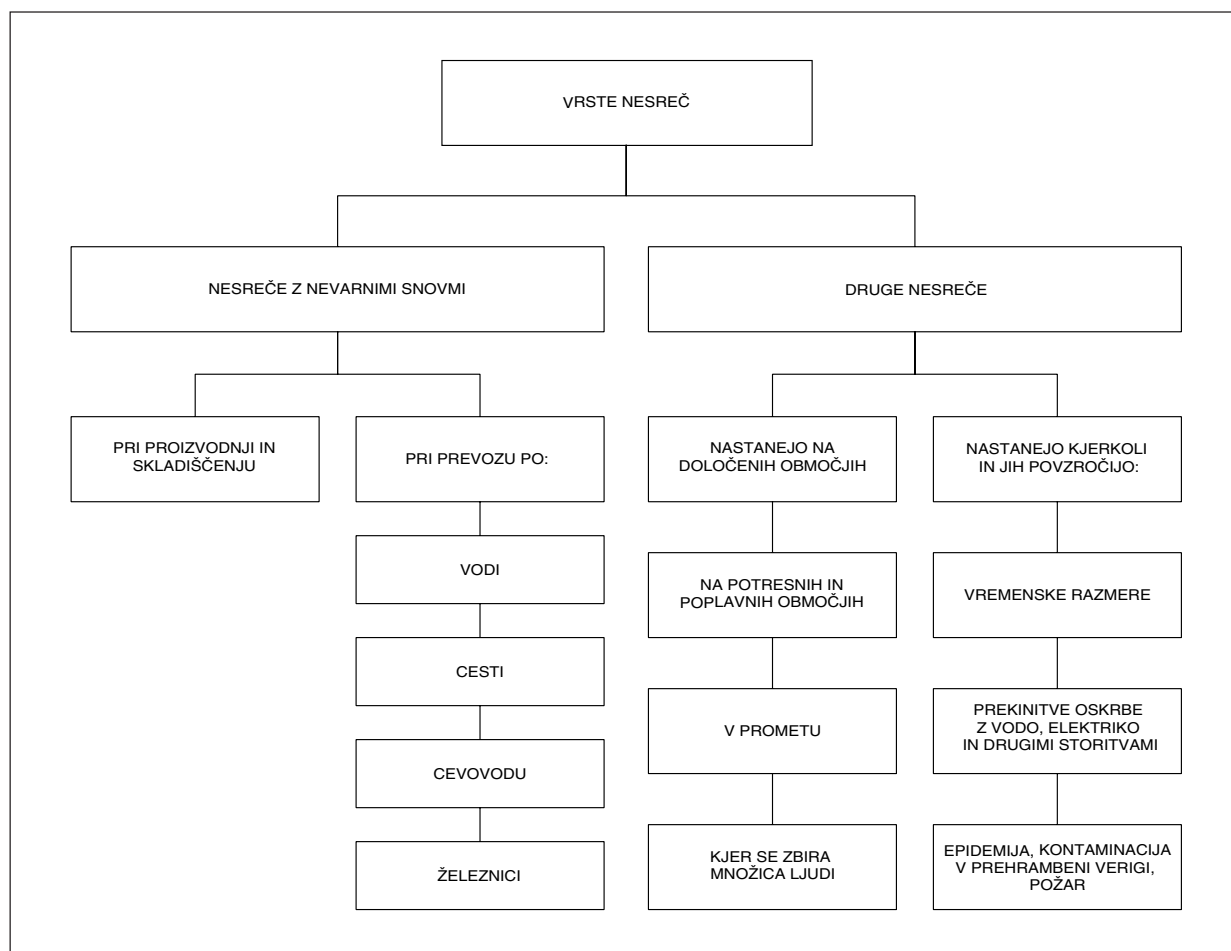 VRSTE NESREČ
NESREČE Z NEVARNIMI SNOVMI
DRUGE NESREČE
PRI PROIZVODNJI IN
SKLADIŠČENJU
PRI PREVOZU PO:
VODI
CESTI
CEVOVODU
ŽELEZNICI
NASTANEJO NA
DOLOČENIH OBMOČJIH
NA POTRESNIH IN
POPLAVNIH OBMOČJIH
V PROMETU
KJER SE ZBIRA
MNOŽICA LJUDI
NASTANEJO KJERKOLI
IN JIH POVZROČIJO:
VREMENSKE RAZMERE
PREKINITVE OSKRBE
Z VODO, ELEKTRIKO
IN DRUGIMI STORITVAMI
EPIDEMIJA, KONTAMINACIJA
V PREHRAMBENI VERIGI,
POŽAR